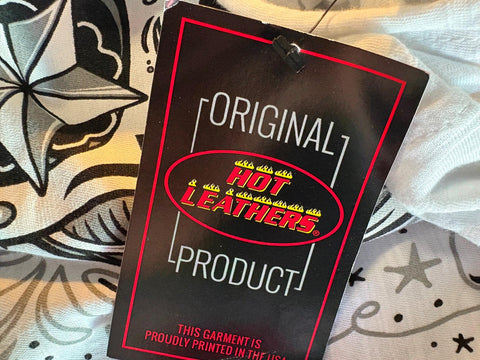 ORIGINAL
HOT
LEATHERS®
PRODUCT
THIS GARMENT IS
PROUDLY PRINTED IN THE USA